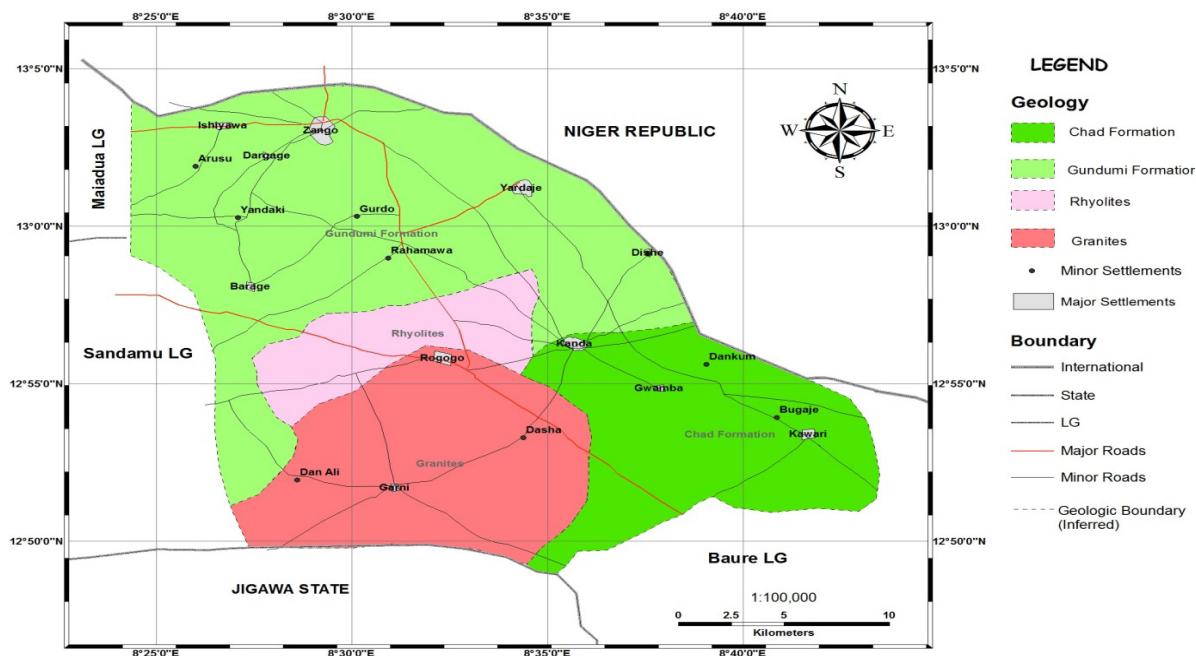 8°25'0"E 8°30'0"E 8°35'0"E 8°40'0"E
13°5'0"N
13°5'0"N
13°0'0"N
13°0'0"N
12°55'0"N
12°55'0"N
12°50'0"N
12°50'0"N
Maiadua LG
NIGER REPUBLIC
N
W E
S
Ishiyawa
Zango
Dargage
Arusu
Yardaje
Yandaki
Gurdo
Gundumi Formation
Rahamawa
Dishe
Barage
Rhyolites
Sandamu LG
Kanda
Rogogo
Dankum
Gwamba
Bugaje
Dasha
Chad Formation
Kawari
Granites
Dan Ali
Garni
JIGAWA STATE
Baure LG
1:100,000
0 2.5 5 10
Kilometers
8°25'0"E 8°30'0"E 8°35'0"E 8°40'0"E
LEGEND
Geology
Chad Formation
Gundumi Formation
Rhyolites
Granites
Minor Settlements
Major Settlements
Boundary
International
State
LG
Major Roads
Minor Roads
Geologic Boundary
(Inferred)